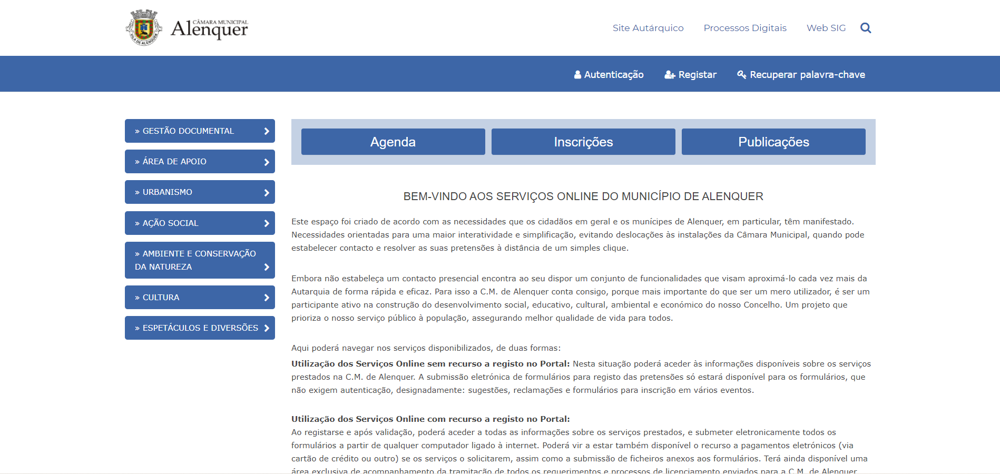 VILA DE ALENQUER
CÂMARA MUNICIPAL
Alenquer
Site Autárquico
Processos Digitais
Web SIG
Autenticação
Registar
Recuperar palavra-chave
» GESTÃO DOCUMENTAL
» ÁREA DE APOIO
» URBANISMO
» AÇÃO SOCIAL
» AMBIENTE E CONSERVAÇÃO
DA NATUREZA
» CULTURA
» ESPETÁCULOS E DIVERSÕES
Agenda
Inscrições
Publicações
BEM-VINDO AOS SERVIÇOS ONLINE DO MUNICÍPIO DE ALENQUER
Este espaço foi criado de acordo com as necessidades que os cidadãos em geral e os munícipes de Alenquer, em particular, têm manifestado.
Necessidades orientadas para uma maior interatividade e simplificação, evitando deslocações às instalações da Câmara Municipal, quando pode
estabelecer contacto e resolver as suas pretensões à distância de um simples clique.
Embora não estabeleça um contacto presencial encontra ao seu dispor um conjunto de funcionalidades que visam aproximá-lo cada vez mais da
Autarquia de forma rápida e eficaz. Para isso a C.M. de Alenquer conta consigo, porque mais importante do que ser um mero utilizador, é ser um
participante ativo na construção do desenvolvimento social, educativo, cultural, ambiental e económico do nosso Concelho. Um projeto que
prioriza o nosso serviço público à população, assegurando melhor qualidade de vida para todos.
Aqui poderá navegar nos serviços disponibilizados, de duas formas:
Utilização dos Serviços Online sem recurso a registo no Portal: Nesta situação poderá aceder às informações disponíveis sobre os serviços
prestados na C.M. de Alenquer. A submissão eletrónica de formulários para registo das pretensões só estará disponível para os formulários, que
não exigem autenticação, designadamente: sugestões, reclamações e formulários para inscrição em vários eventos.
Utilização dos Serviços Online com recurso a registo no Portal:
Ao registarse e após validação, poderá aceder a todas as informações sobre os serviços prestados, e submeter eletronicamente todos os
formulários a partir de qualquer computador ligado à internet. Poderá vir a estar também disponível o recurso a pagamentos eletrónicos (via
cartão de crédito ou outro) se os serviços o solicitarem, assim como a submissão de ficheiros anexos aos formulários. Terá ainda disponível uma
área exclusiva de acompanhamento da tramitação de todos os requerimentos e processos de licenciamento enviados para a C.M. de Alenquer